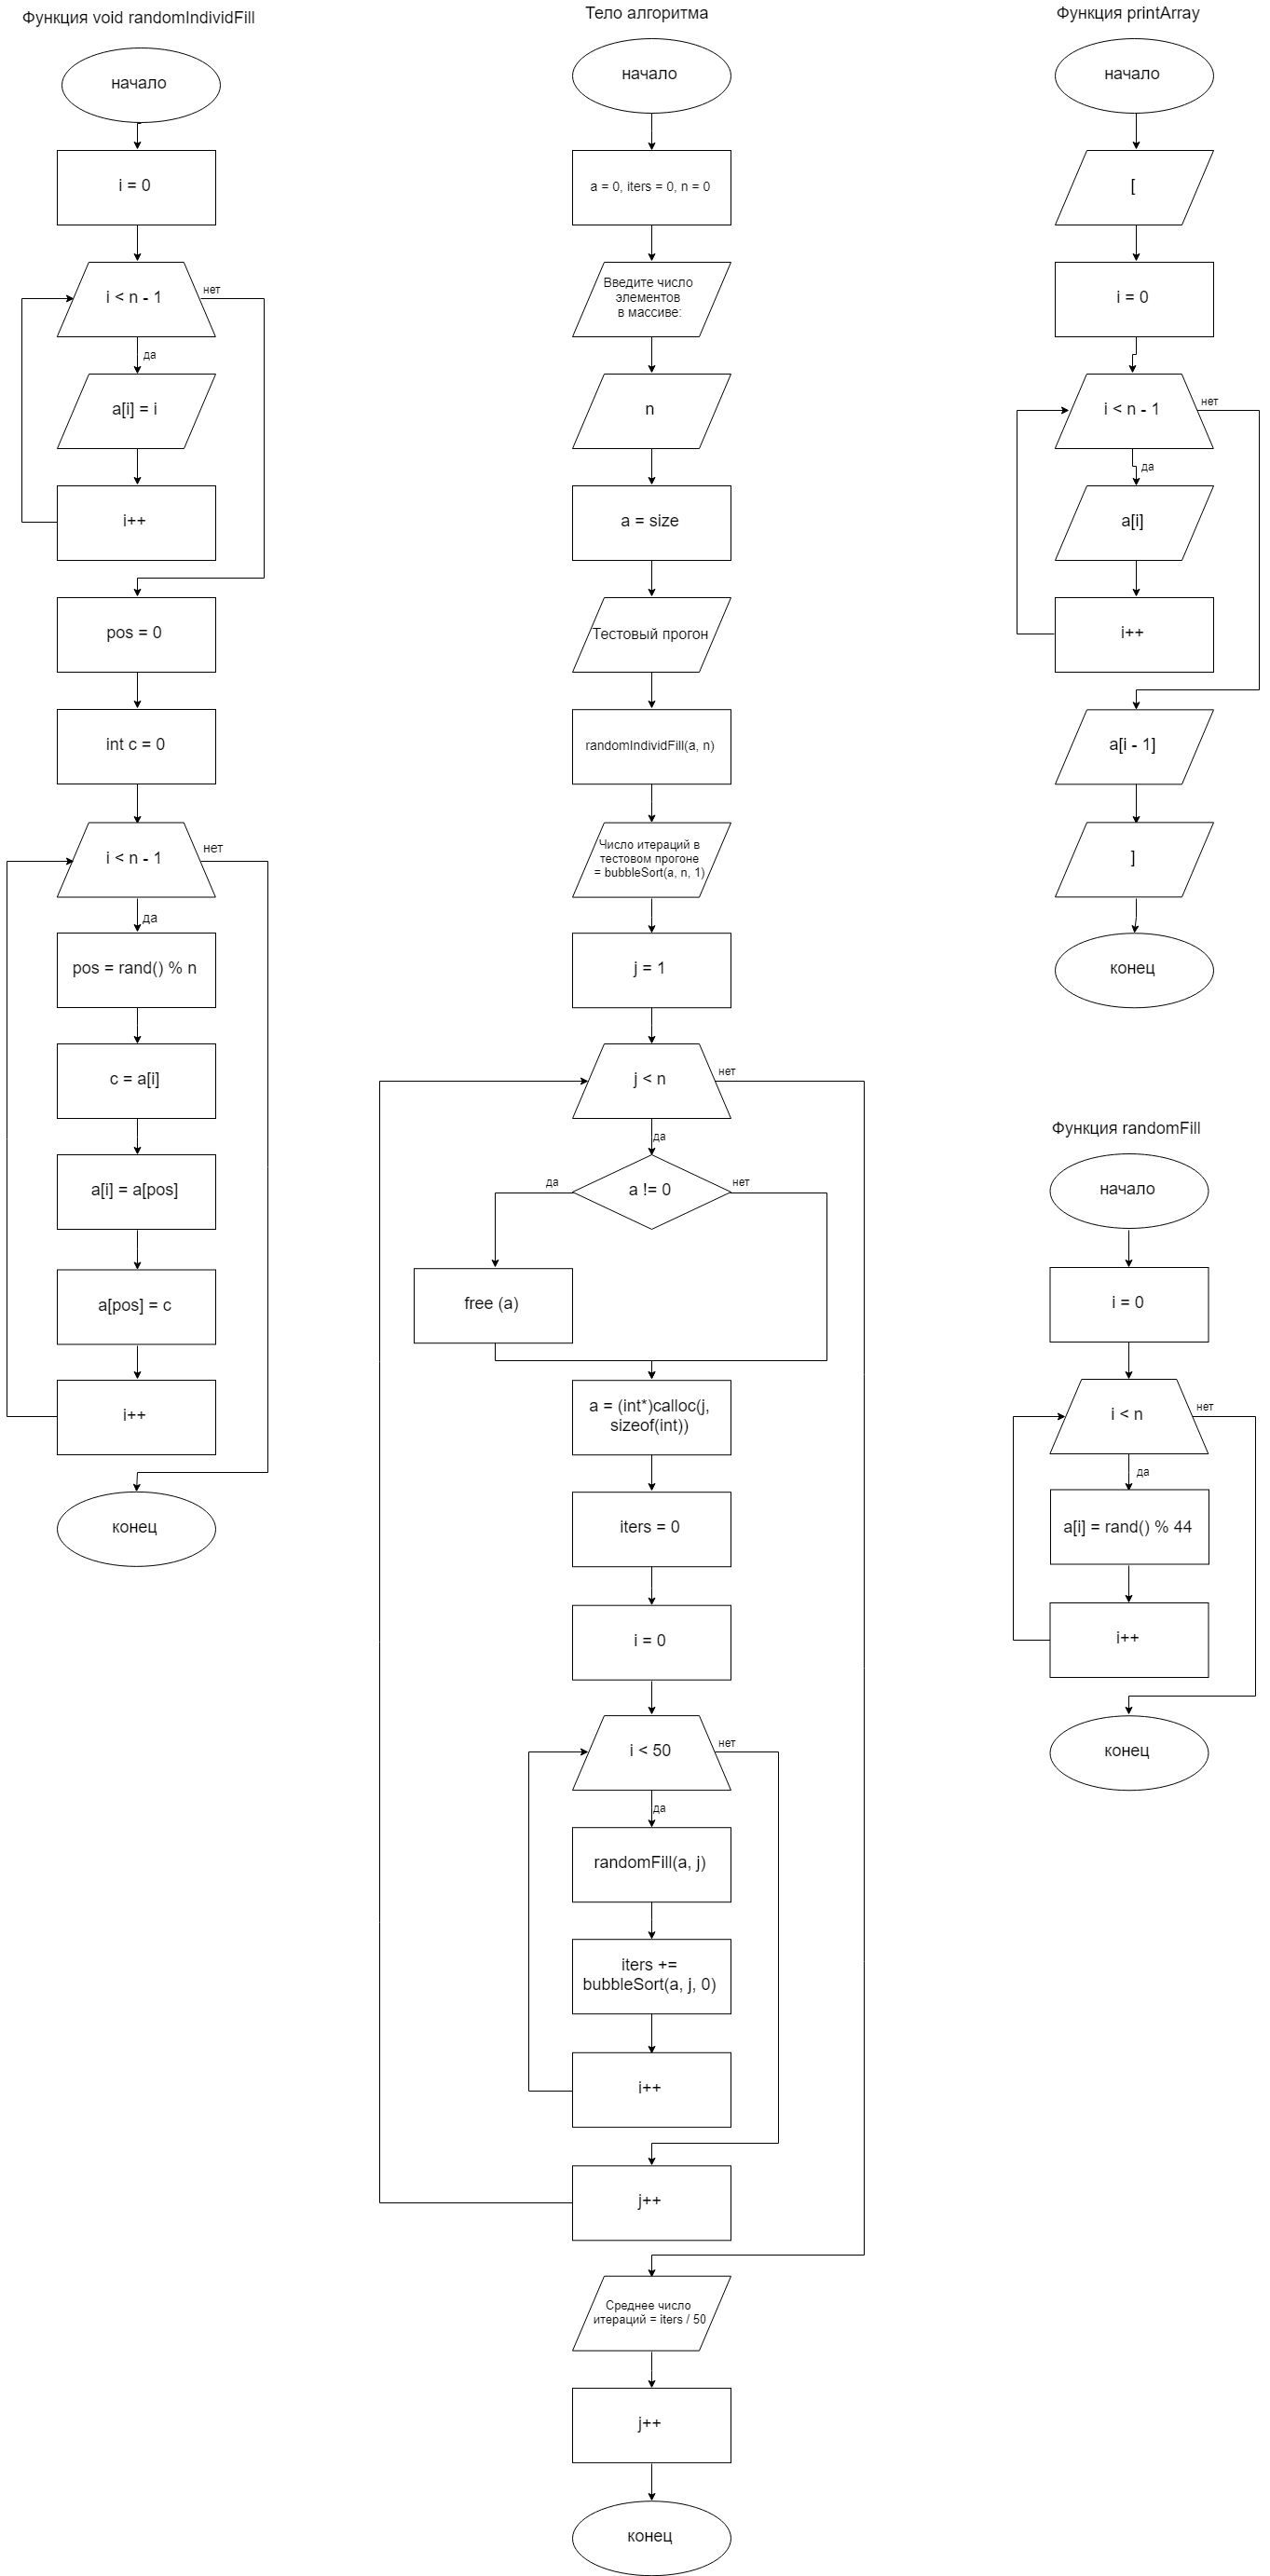 Функция void randomIndividFill
начало
i = 0
i < n - 1
нет
да
a[i] = i
i++
pos = 0
int c = 0
i < n - 1
нет
да
pos = rand() % n
c = a[i]
a[i] = a[pos]
a[pos] = c
i++
конец
Тело алгоритма
начало
a = 0, iters = 0, n = 0
Введите число
элементов
в массиве:
n
a = size
Тестовый прогон
randomIndividFill(a, n)
Число итераций в
тестовом прогоне
= bubbleSort(a, n, 1)
j = 1
j < n
нет
да
a != 0
да
нет
free (a)
a = (int*)calloc(j,
sizeof(int))
iters = 0
i = 0
i < 50
нет
да
randomFill(a, j)
iters +=
bubbleSort(a, j, 0)
i++
j++
Среднее число
итераций = iters / 50
j++
конец
Функция printArray
начало
[
i = 0
i < n - 1
нет
да
a[i]
i++
a[i - 1]
]
конец
Функция randomFill
начало
i = 0
i < n
нет
да
a[i] = rand() % 44
i++
конец